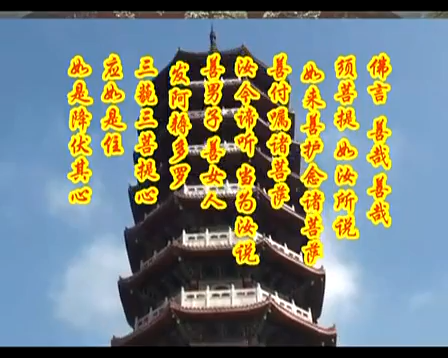 佛言 善哉 善哉
须菩提 如汝所说
如来善护念诸菩萨
善付嘱诸菩萨
汝今谛听 当为汝说
善男子 善女人
发阿耨多罗
三藐三菩提心
应如是住
如是降伏其心